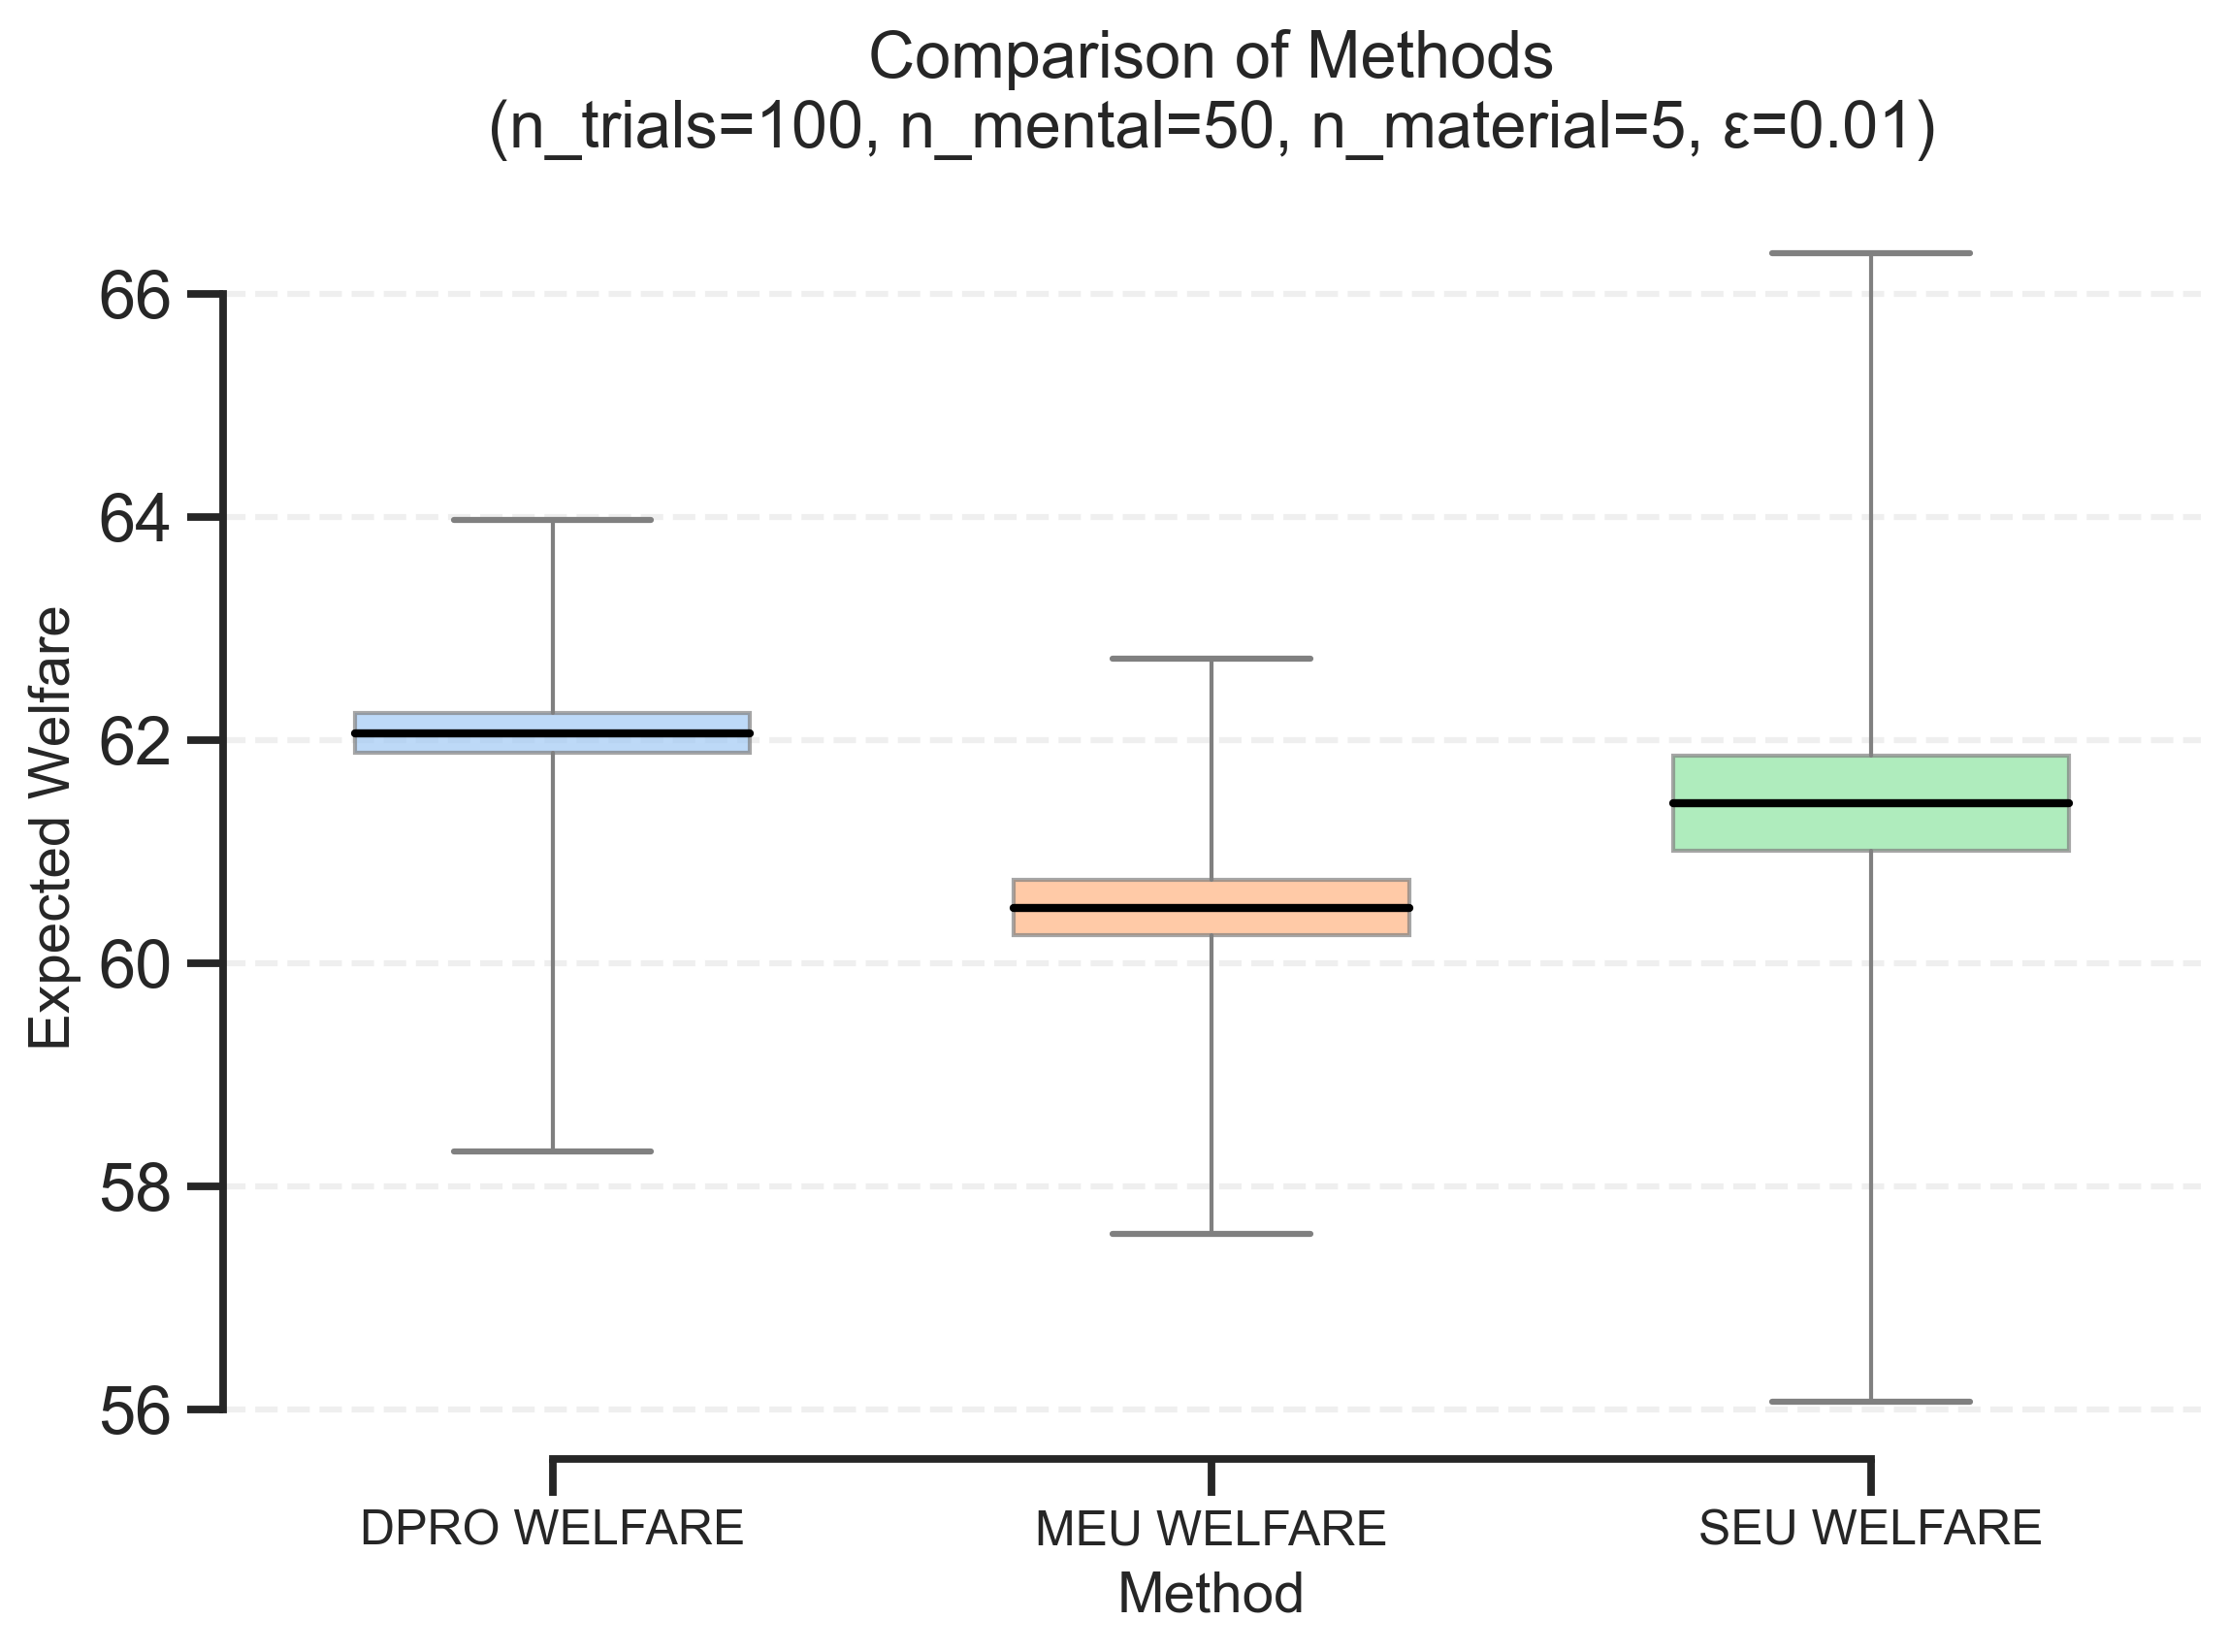 Comparison of Methods
(n_trials=100, n_mental=50, n_material=5, ε=0.01)
Expected Welfare
66
64
62
60
58
56
DPRO WELFARE
MEU WELFARE
SEU WELFARE
Method